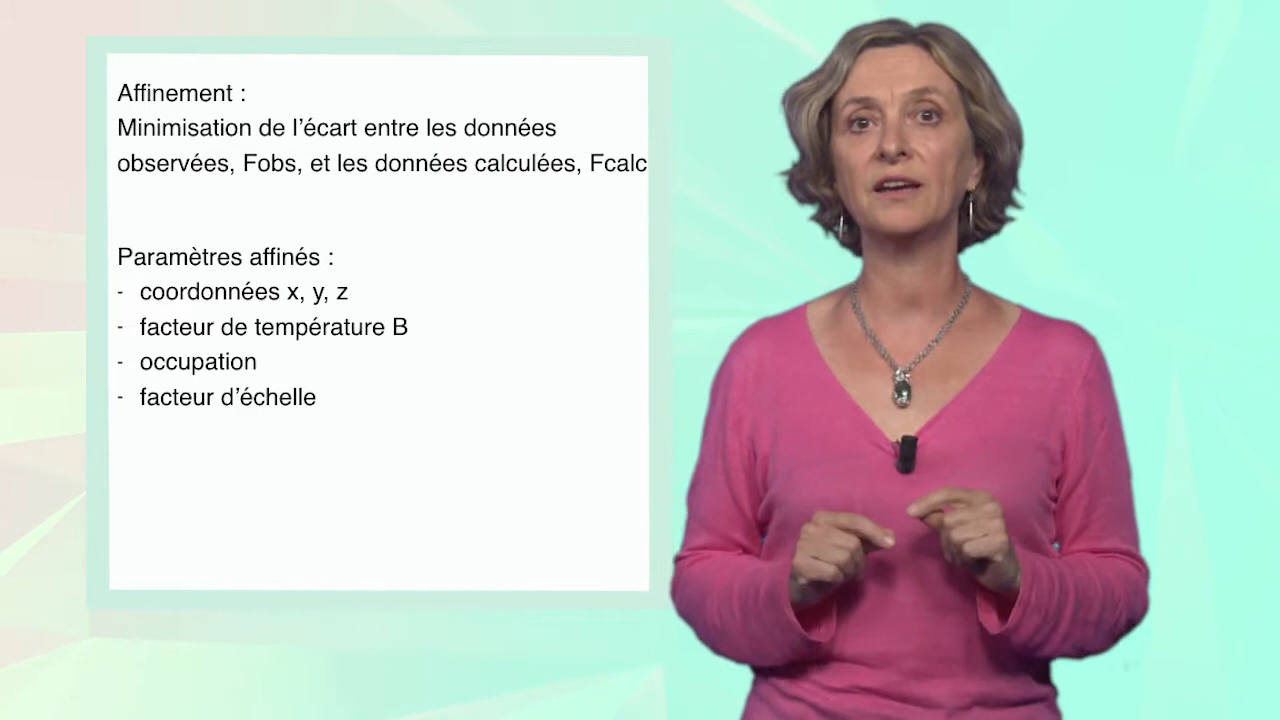 Affinement :
Minimisation de l’écart entre les données
observées, Fobs, et les données calculées, Fcalc
Paramètres affinés :
- coordonnées x, y, z
- facteur de température B
- occupation
- facteur d’échelle